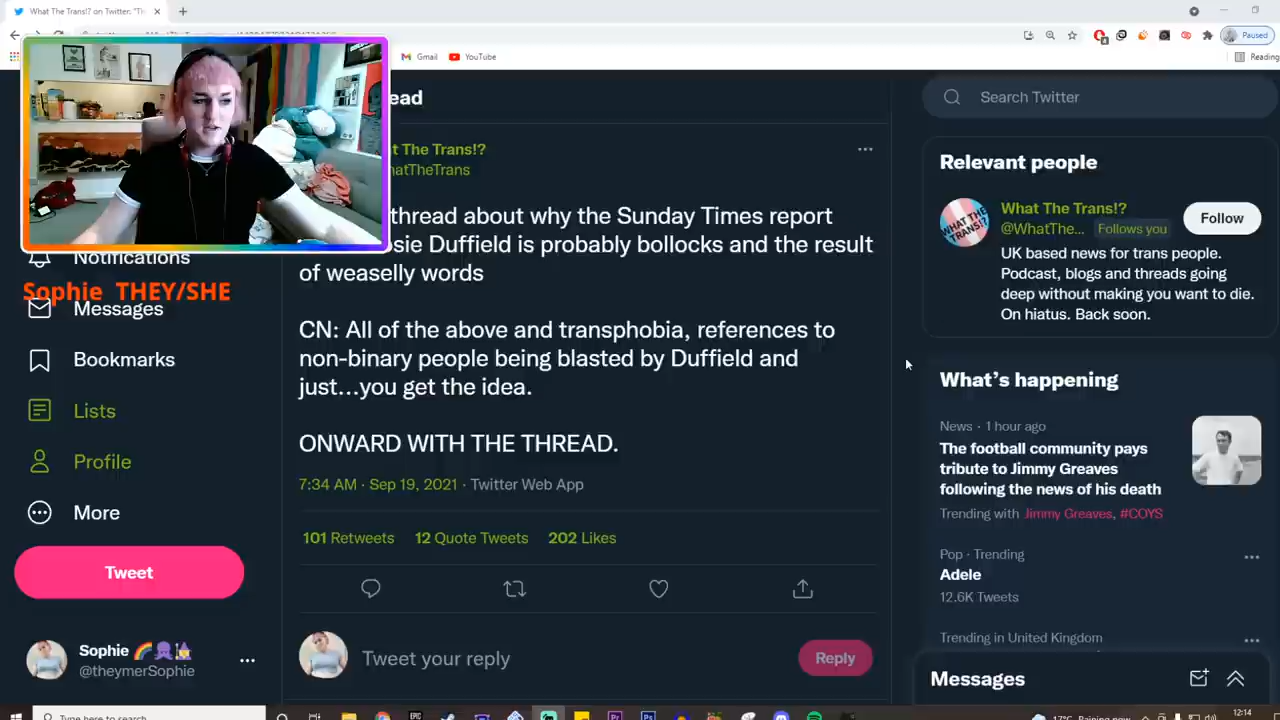 What The Trans!? on Twitter: "Th
Paused
Gmail
YouTube
Reading
ead
t The Trans!?
hatTheTrans
thread about why the Sunday Times report
sie Duffield is probably bollocks and the result
of weaselly words
CN: All of the above and transphobia, references to
non-binary people being blasted by Duffield and
just...you get the idea.
ONWARD WITH THE THREAD.
7:34 AM · Sep 19, 2021 · Twitter Web App
101 Retweets 12 Quote Tweets 202 Likes
Tweet your reply
Reply
Notifications
Sophie THEY/SHE
Messages
Bookmarks
Lists
Profile
More
Tweet
Sophie
@theymerSophie
Search Twitter
Relevant people
What The Trans!?
@WhatThe... Follows you
Follow
UK based news for trans people.
Podcast, blogs and threads going
deep without making you want to die.
On hiatus. Back soon.
What's happening
News · 1 hour ago
The football community pays
tribute to Jimmy Greaves
following the news of his death
Trending with Jimmy Greaves, #COYS
Pop · Trending
Adele
12.6K Tweets
Trending in United Kingdom
Messages
Type here to search
17°C Raining now
12:14